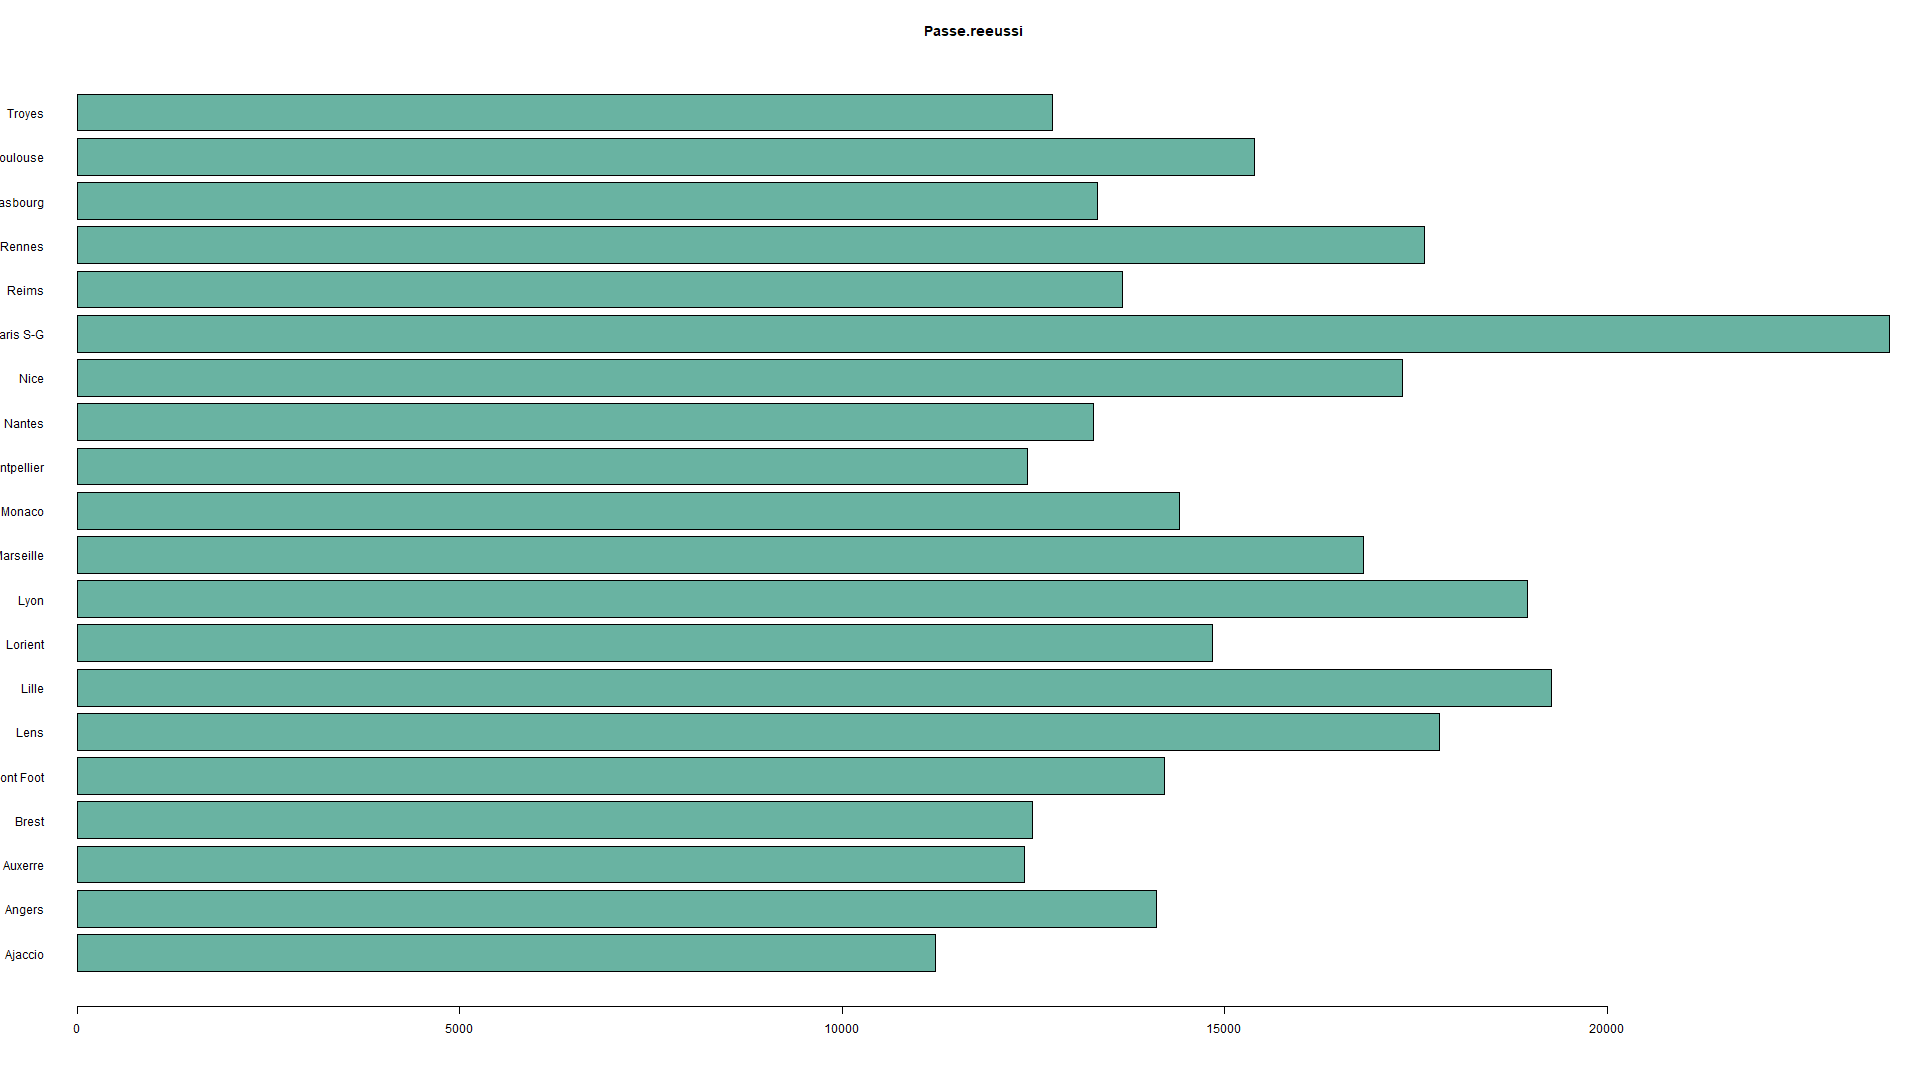 Passe.reeussi
Troyes
oulouse
asbourg
Rennes
Reims
aris S-G
Nice
Nantes
ntpellier
Monaco
Marseille
Lyon
Lorient
Lille
Lens
ont Foot
Brest
Auxerre
Angers
Ajaccio
0 5000 10000 15000 20000